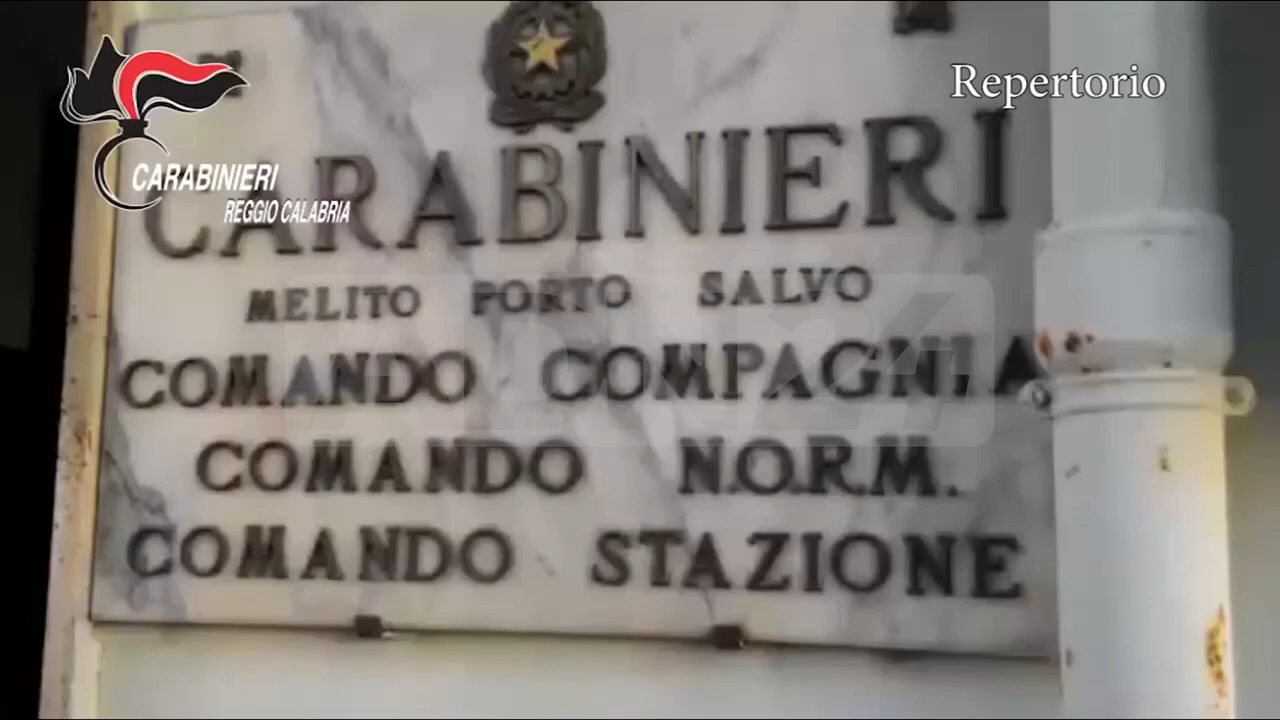 Repertorio
CARABINIERI
REGGIO CALABRIA
CARABINIERI
MELITO PORTO SALVO
COMANDO COMPAGNIA
COMANDO N.O.R.M.
COMANDO STAZIONE